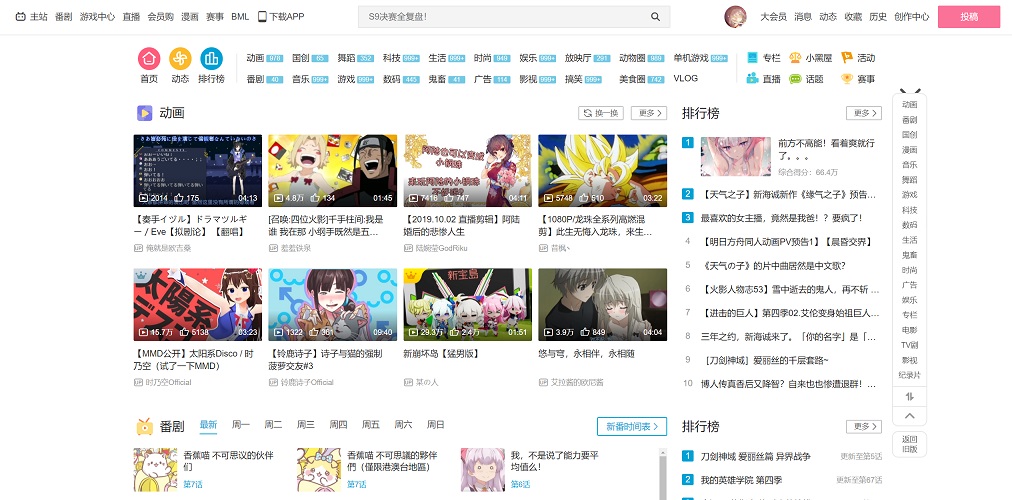 主站 番剧 游戏中心 直播 会员购 漫画 赛事 BML 下载APP
S9决赛全复盘!
大会员 消息 动态 收藏 历史 创作中心 投稿
首页 动态 排行榜
动画 978 国创 85 舞蹈 352 科技 999+ 生活 999+ 时尚 949 娱乐 999+ 放映厅 291 动物圈 989 单机游戏 999+
番剧 40 音乐 999+ 游戏 999+ 数码 445 鬼畜 41 广告 114 影视 999+ 搞笑 999+ 美食圈 742 VLOG
专栏 小黑屋 活动
直播 话题 赛事
动画
换一换 更多
2014 175 04:13
4.8万 134 01:45
7416 747 04:11
5748 510 03:22
【奏手イヅル】ドラマツルギ
ー / Eve【拟剧论】 【翻唱】
俺就是欧古桑
[召唤:四位火影]千手柱间:我是
谁 我在那 小纲手既然是五…
【2019.10.02 直播剪辑】阿陆
婚后的悲惨人生
陆婉莹GodRiku
【1080P/龙珠全系列高燃混
剪】此生无悔入龙珠，来生…
昔枫丶
15.7万 5138 03:23
1322 361 09:40
新宝島
29.3万 2.4万 01:51
3.9万 849 04:04
【MMD公开】太阳系Disco / 时
乃空（试了一下MMD）
时乃空Official
【铃鹿诗子】诗子与猫的强制
菠萝交友#3
铃鹿诗子Official
新崩坏岛【猛男版】
某の人
悠与穹，永相伴，永相随
艾拉酱的欧尼酱
排行榜
更多
1 前方不高能！看着爽就行
了。。。
综合得分：66.4万
2 【天气之子】新海诚新作《缘气之子》预告…
3 最喜欢的女主播，竟然是我爸！？要疯了!
4 【明日方舟同人动画PV预告1】【晨昏交界】
5 《天气の子》的片中曲居然是中文歌?
6 【火影人物志53】雪中逝去的鬼人，再不斩 …
7 【进击的巨人】第四季02.艾伦变身始祖巨人…
8 三年之约，新海诚来了。「你的名字」是「…
9 ［刀剑神域］爱丽丝的千层套路~
10 博人传真香后又降智？自来也也惨遭退群！…
番剧
最新 周一 周二 周三 周四 周五 周六 周日
新番时间表
香蕉喵 不可思议的伙伴
们
第7话
香蕉喵 不可思議的夥伴
們（僅限港澳台地區）
第7话
我，不是说了能力要平
均值么!
第6话
排行榜
更多
1 刀剑神域 爱丽丝篇 异界战争 更新至第5话
2 我的英雄学院 第四季 更新至第67话
动画
番剧
国创
漫画
音乐
舞蹈
游戏
科技
数码
生活
鬼畜
时尚
广告
娱乐
专栏
电影
TV剧
影视
纪录片
返回
旧版